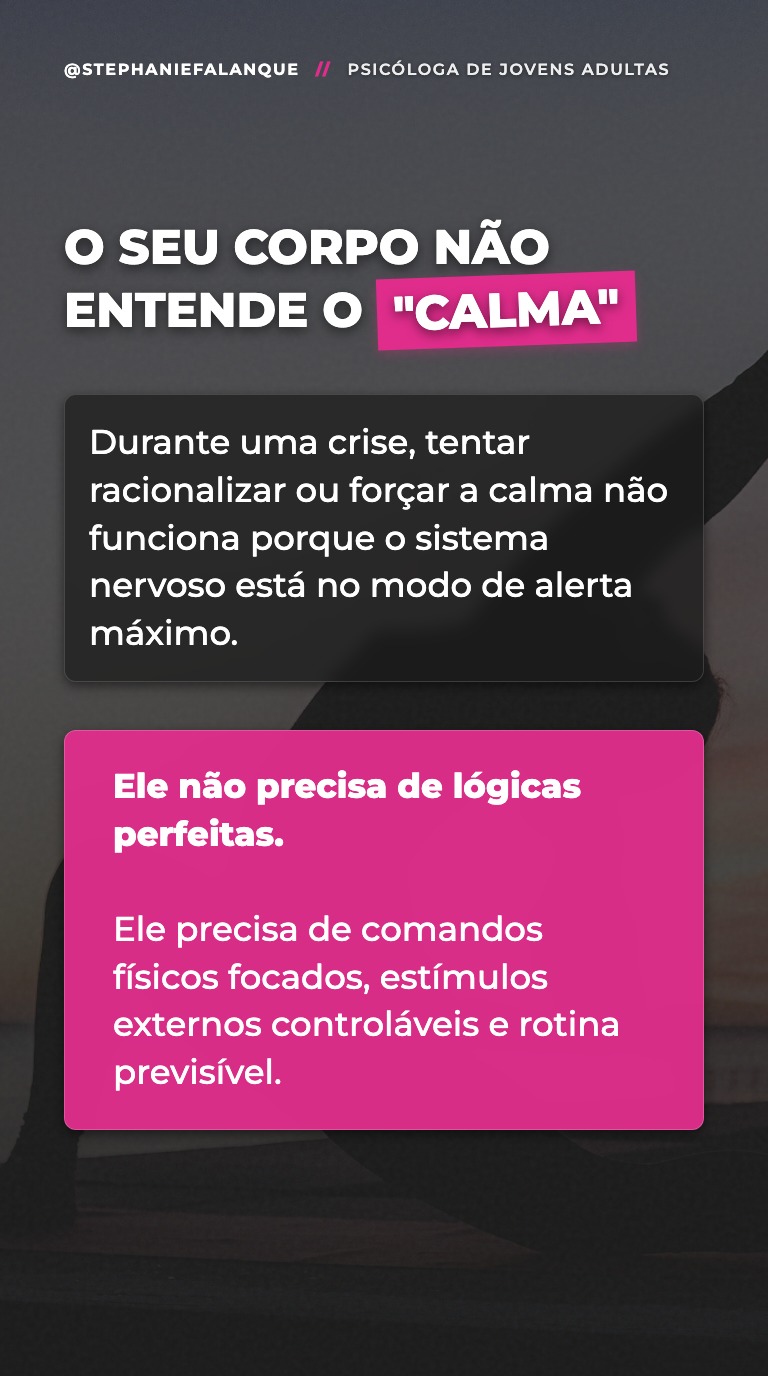 @STEPHANIEFALANQUE // PSICÓLOGA DE JOVENS ADULTAS
O SEU CORPO NÃO
ENTENDE O "CALMA"
Durante uma crise, tentar
racionalizar ou forçar a calma não
funciona porque o sistema
nervoso está no modo de alerta
máximo.
Ele não precisa de lógicas
perfeitas.
Ele precisa de comandos
físicos focados, estímulos
externos controláveis e rotina
previsível.